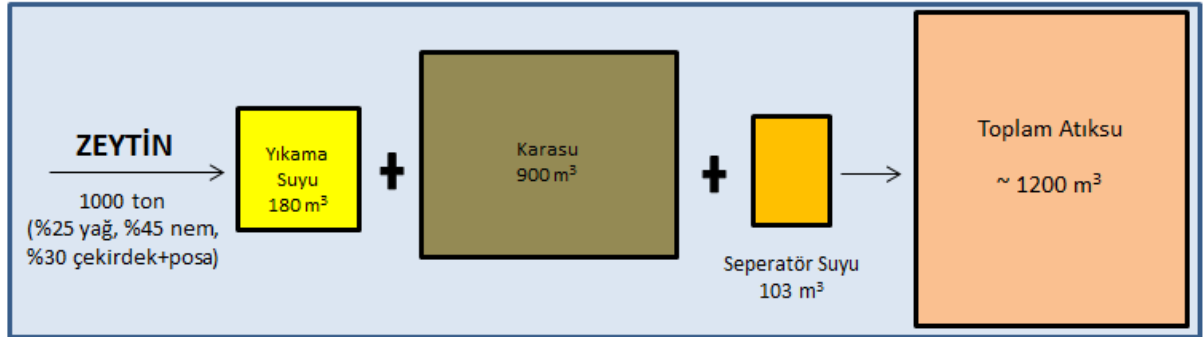 ZEYTİN
1000 ton
(%25 yağ, %45 nem,
%30 çekirdek+posa)
Yıkama
Suyu
180 m³
+
Karasu
900 m³
+
Seperatör Suyu
103 m³
Toplam Atıksu
~ 1200 m³